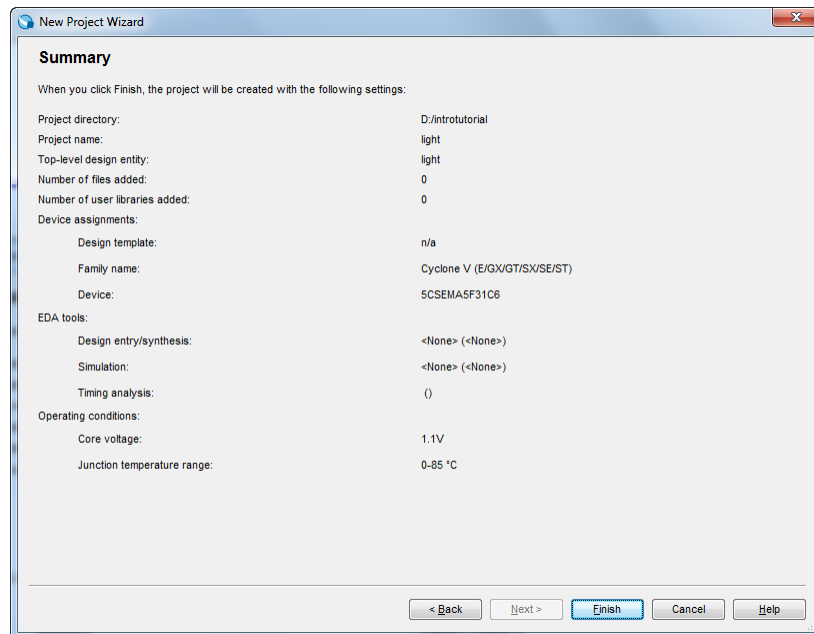 New Project Wizard
Summary
When you click Finish, the project will be created with the following settings:
Project directory: D:/introtutorial
Project name: light
Top-level design entity: light
Number of files added: 0
Number of user libraries added: 0
Device assignments:
Design template: n/a
Family name: Cyclone V (E/GX/GT/SX/SE/ST)
Device: 5CSEMA5F31C6
EDA tools:
Design entry/synthesis: <None> (<None>)
Simulation: <None> (<None>)
Timing analysis: ()
Operating conditions:
Core voltage: 1.1V
Junction temperature range: 0-85 °C
< Back Next > Finish Cancel Help